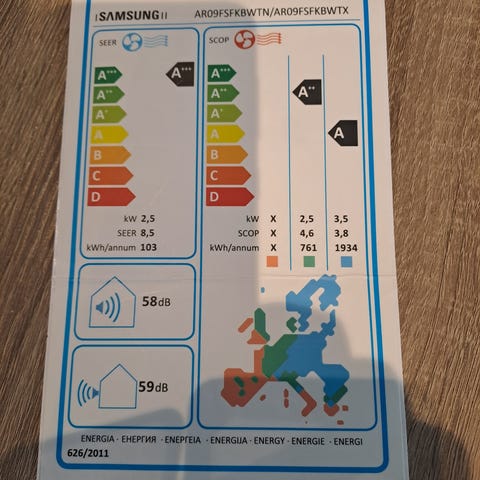 SAMSUNG AR09FSFKBWTN/AR09FSFKBWTX
SEER
A+++
A++
A+
A
B
C
D
A+++
kW 2,5
SEER 8,5
kWh/annum 103
SCOP
A+++
A++
A+
A
B
C
D
A++
A
kW X 2,5 3,5
SCOP X 4,6 3,8
kWh/annum X 761 1934
58dB
59dB
ENERGIA · ЕНЕРГИЯ · ΕΝΕΡΓΕΙΑ · ENERGIJA · ENERGY · ENERGIE · ENERGI
626/2011